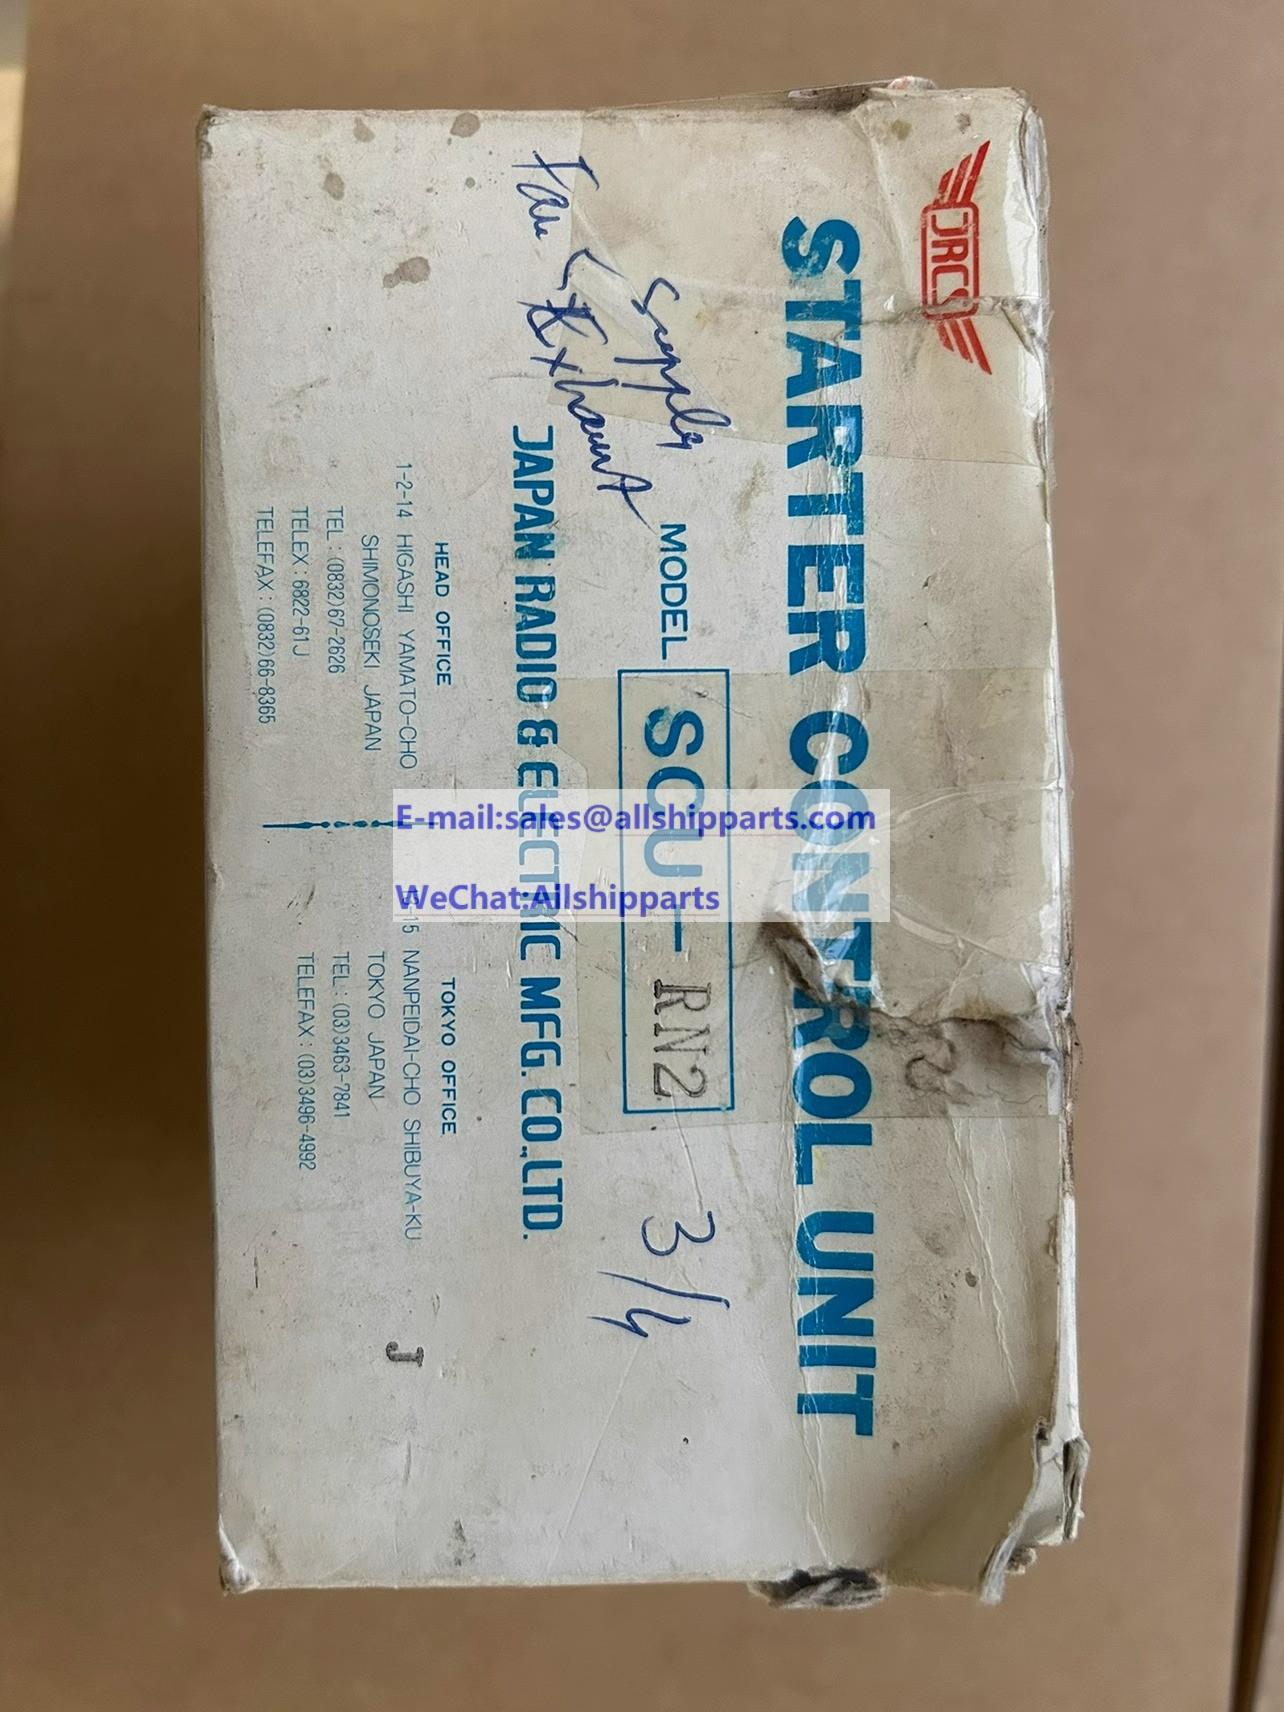 JRCS
STARTER CONTROL UNIT
MODEL SCU-RN2
3/4
Fan < Supply
Exhaust
JAPAN RADIO & ELECTRIC MFG. CO., LTD.
HEAD OFFICE
1-2-14 HIGASHI YAMATO-CHO
SHIMONOSEKI JAPAN
TEL : (0832)67-2626
TELEX : 6822-61J
TELEFAX : (0832)66-8365
TOKYO OFFICE
-15 NANPEIDAI-CHO SHIBUYA-KU
TOKYO JAPAN
TEL : (03)3463-7841
TELEFAX : (03)3496-4992
J
E-mail:sales@allshipparts.com
WeChat:Allshipparts